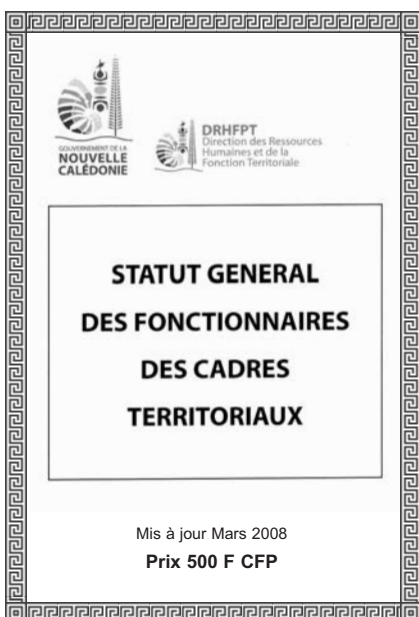 GOUVERNEMENT DE LA
NOUVELLE
CALÉDONIE
DRHFPT
Direction des Ressources
Humaines et de la
Fonction Territoriale
STATUT GENERAL
DES FONCTIONNAIRES
DES CADRES
TERRITORIAUX
Mis à jour Mars 2008
Prix 500 F CFP